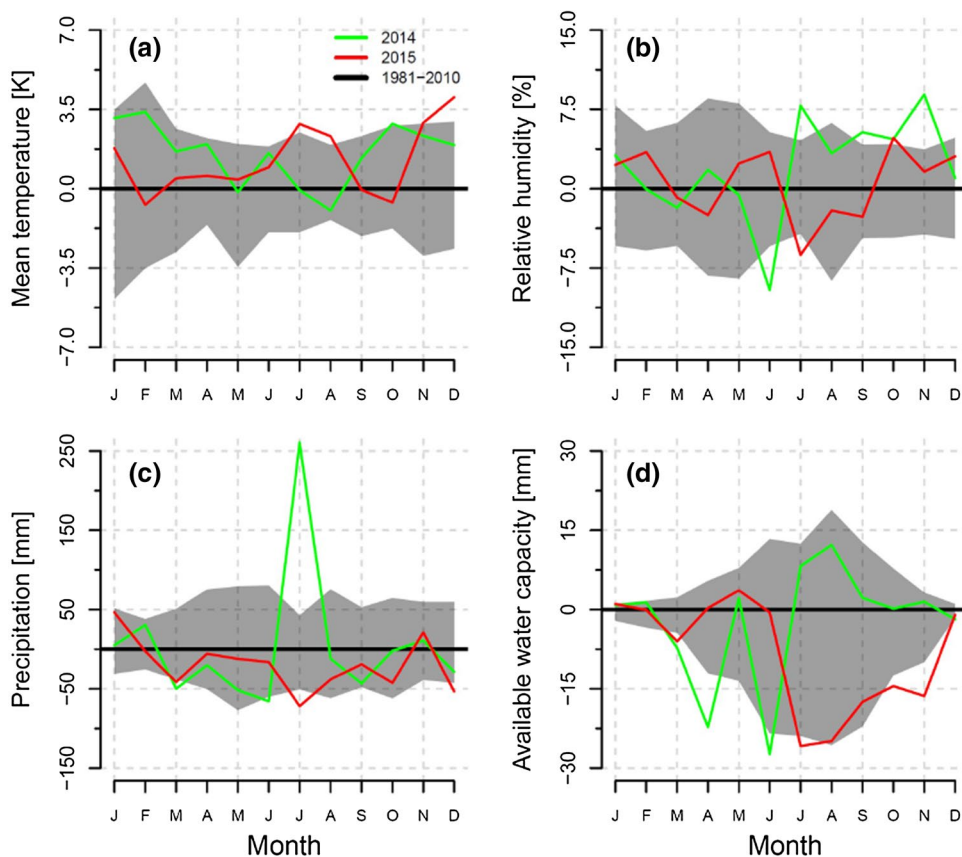 (a)
2014
2015
1981−2010
Mean temperature [K]
7.0
3.5
0.0
−3.5
−7.0
J F M A M J J A S O N D
(b)
Relative humidity [%]
15.0
7.5
0.0
−7.5
−15.0
J F M A M J J A S O N D
(c)
Precipitation [mm]
250
150
50
−50
−150
J F M A M J J A S O N D
Month
(d)
Available water capacity [mm]
30
15
0
−15
−30
J F M A M J J A S O N D
Month